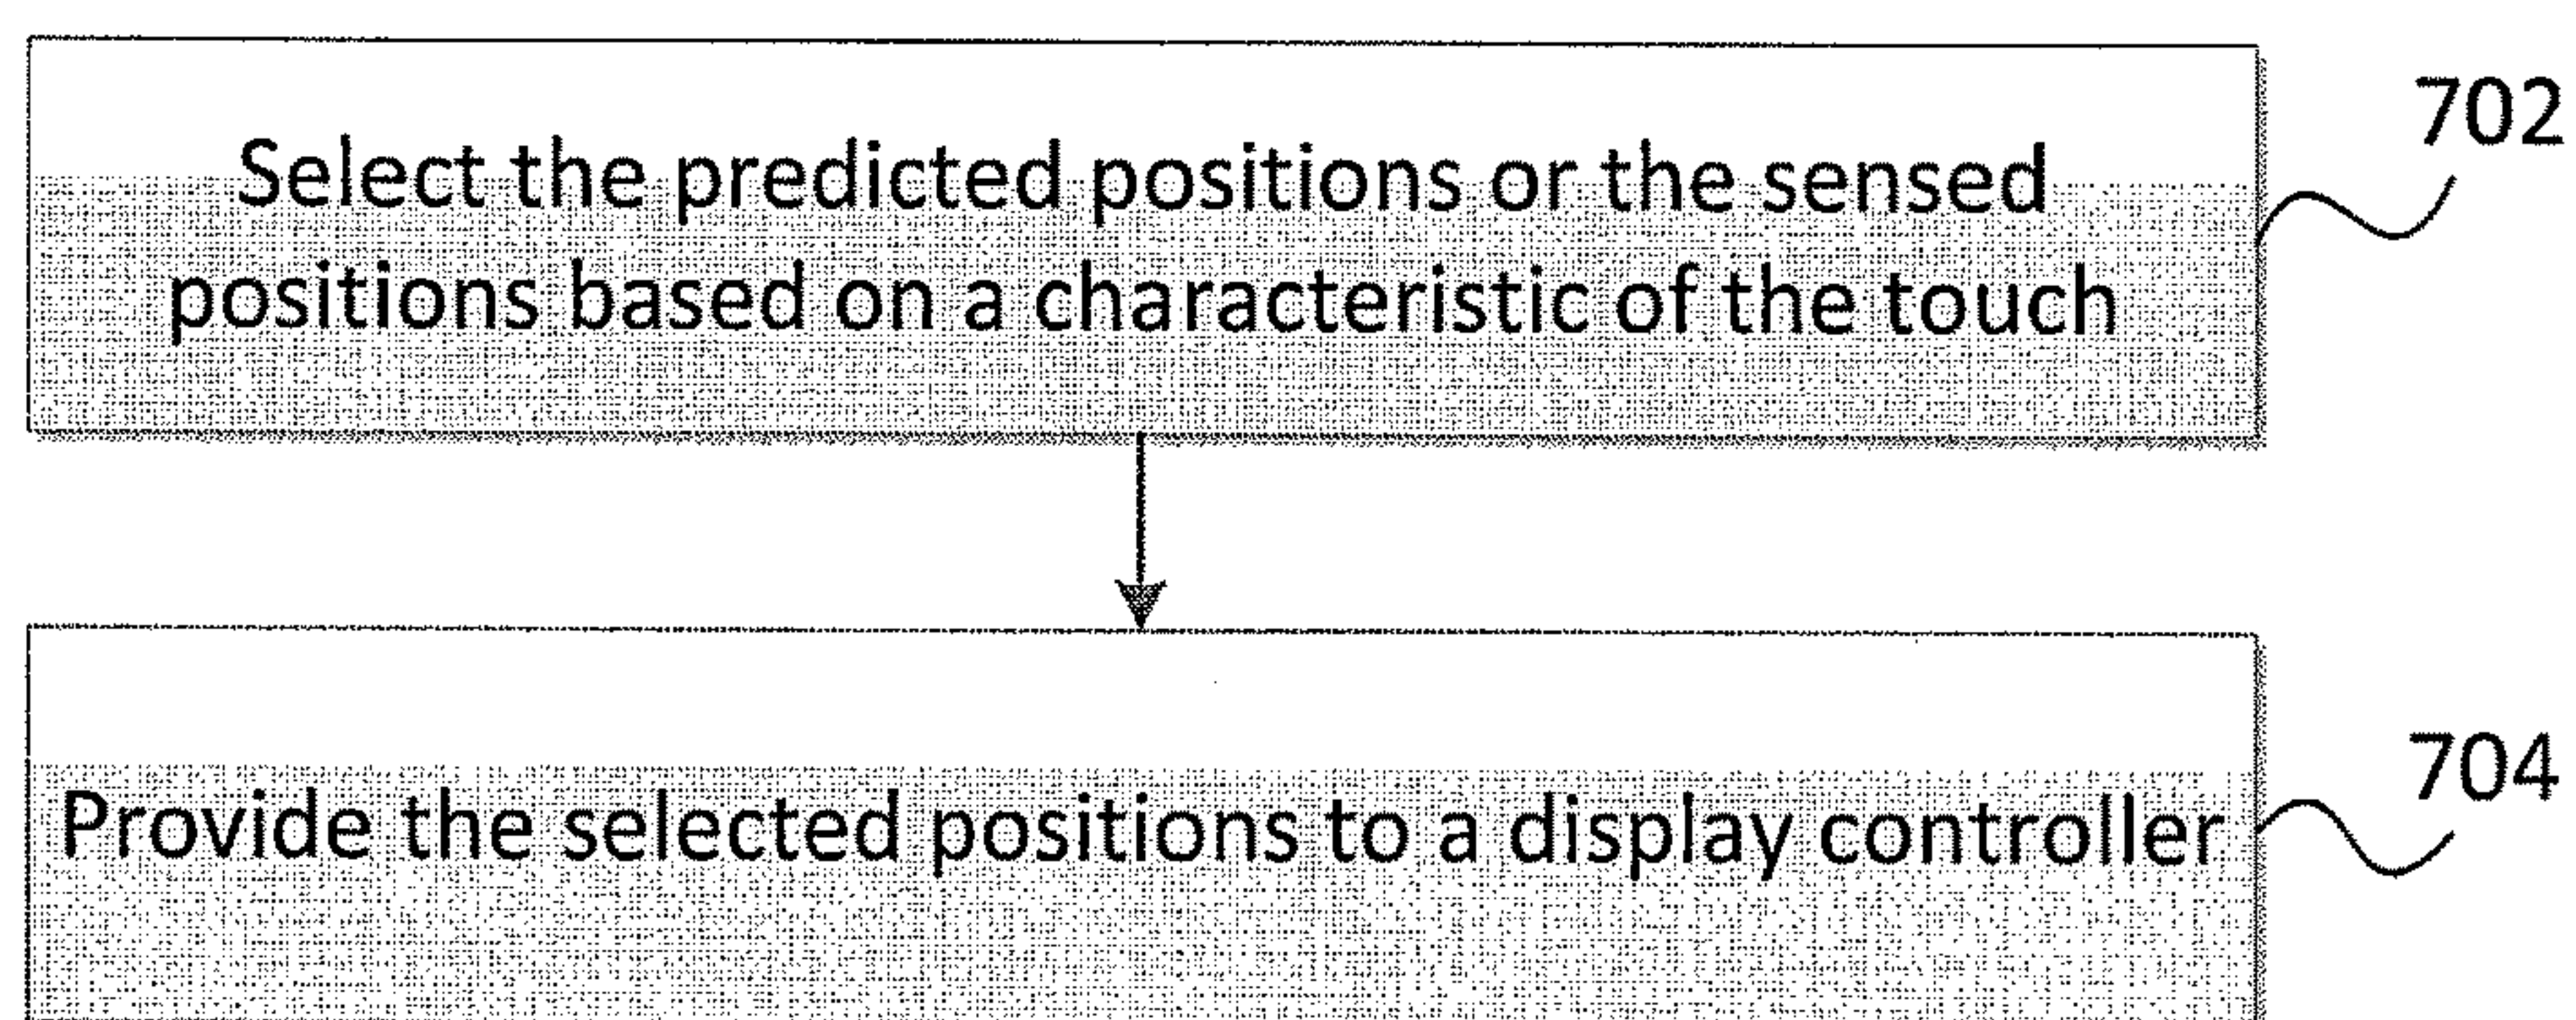 702
Select the predicted positions or the sensed
positions based on a characteristic of the touch
704
Provide the selected positions to a display controller